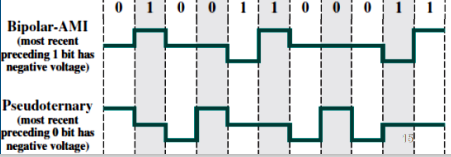 0 1 0 0 1 1 0 0 0 1 1
Bipolar-AMI
(most recent
preceding 1 bit has
negative voltage)
Pseudoternary
(most recent
preceding 0 bit has
negative voltage)
15